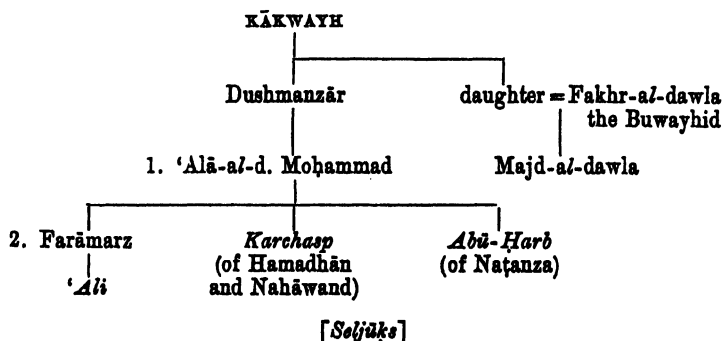 KĀKWAYH
Dushmanzār daughter = Fakhr-al-dawla
the Buwayhid
1. ‘Alā-al-d. Moḥammad Majd-al-dawla
2. Farāmarz Karchasp Abū-Ḥarb
(of Hamadhān (of Naṭanza)
‘Ali and Nahāwand)
[Seljūḳs]